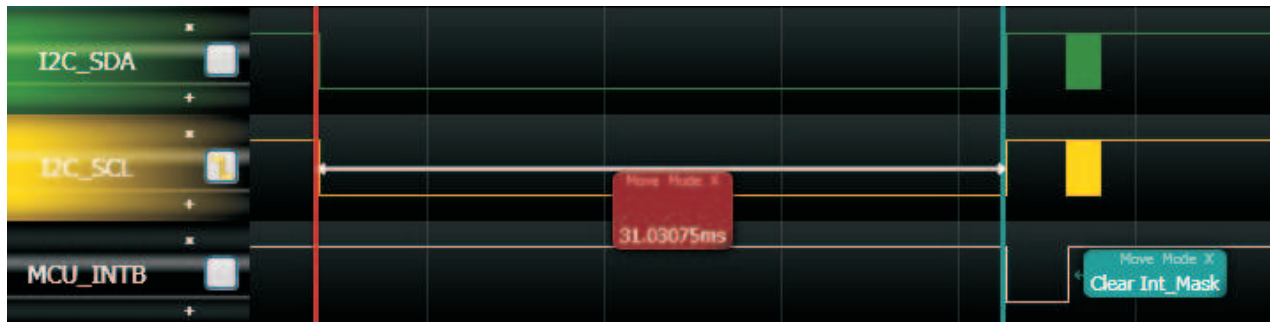 I2C_SDA
I2C_SCL
Move Mode X
31.03075ms
MCU_INTB
Move Mode X
Clear Int_Mask